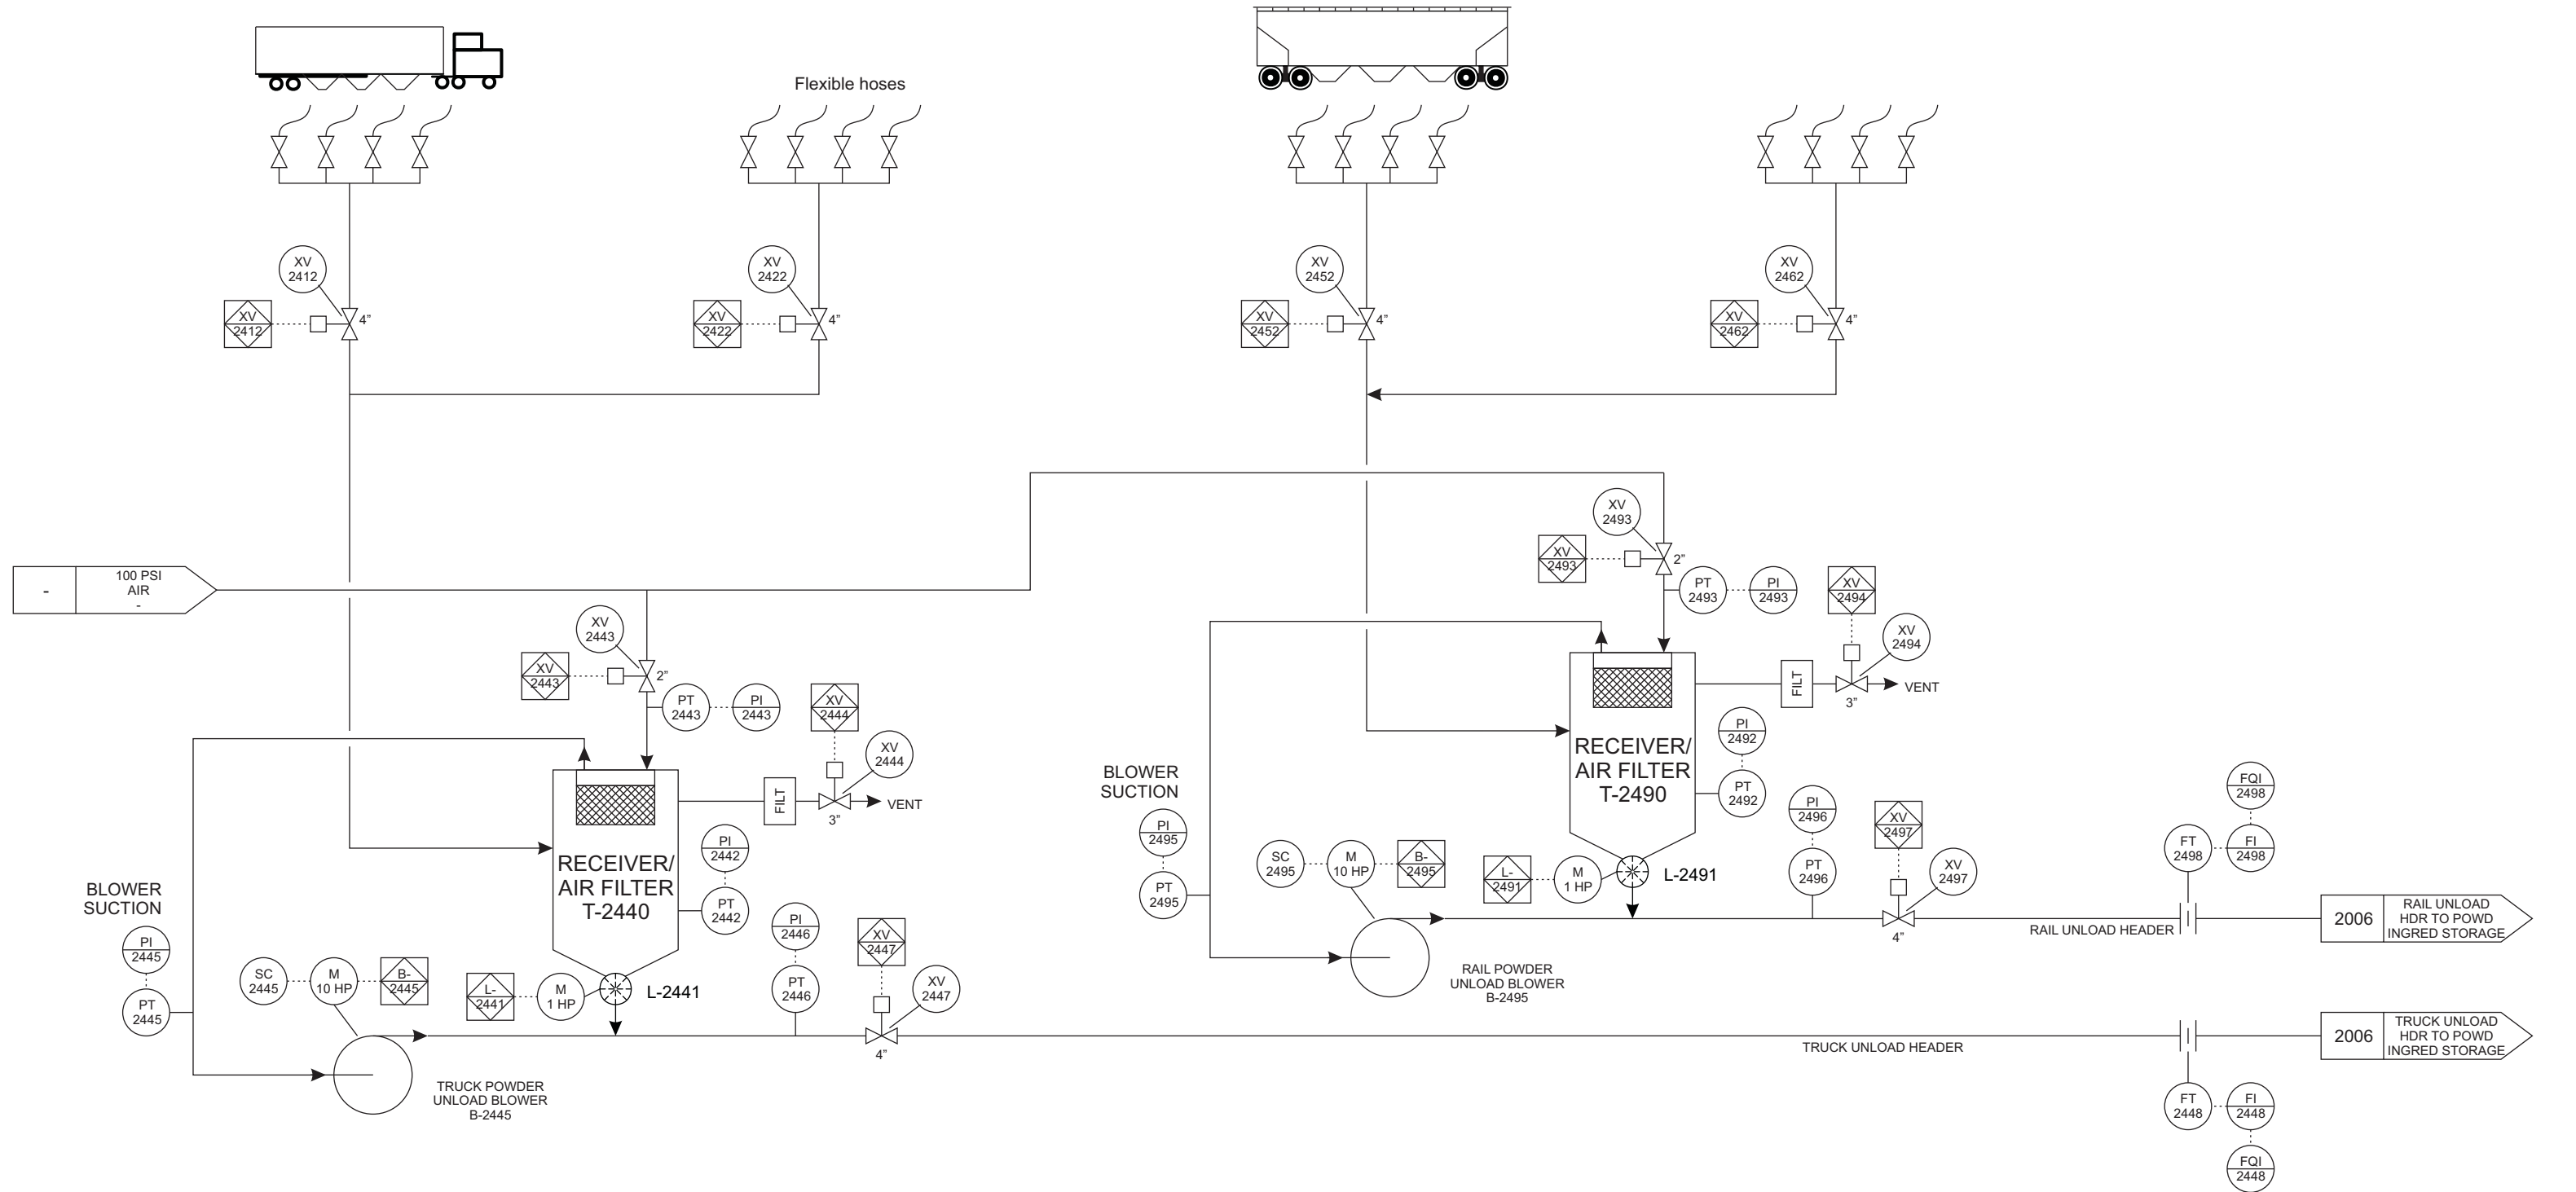 Flexible hoses
XV
2412
XV
2412
4”
XV
2422
XV
2422
4”
XV
2452
XV
2452
4”
XV
2462
XV
2462
4”
-
100 PSI
AIR
-
XV
2443
XV
2443
2”
PT
2443
PI
2443
XV
2444
XV
2444
FILT
VENT
3”
RECEIVER/
AIR FILTER
T-2440
PI
2442
PT
2442
BLOWER
SUCTION
PI
2445
PT
2445
SC
2445
M
10 HP
B-
2445
L-
2441
M
1 HP
L-2441
PI
2446
PT
2446
XV
2447
XV
2447
4”
TRUCK POWDER
UNLOAD BLOWER
B-2445
XV
2493
XV
2493
2”
PT
2493
PI
2493
XV
2494
XV
2494
FILT
VENT
3”
RECEIVER/
AIR FILTER
T-2490
PI
2492
PT
2492
BLOWER
SUCTION
PI
2495
PT
2495
SC
2495
M
10 HP
B-
2495
L-
2491
M
1 HP
L-2491
PI
2496
PT
2496
XV
2497
XV
2497
4”
RAIL POWDER
UNLOAD BLOWER
B-2495
FQI
2498
FT
2498
FI
2498
RAIL UNLOAD HEADER
2006
RAIL UNLOAD
HDR TO POWD
INGRED STORAGE
TRUCK UNLOAD HEADER
2006
TRUCK UNLOAD
HDR TO POWD
INGRED STORAGE
FT
2448
FI
2448
FQI
2448